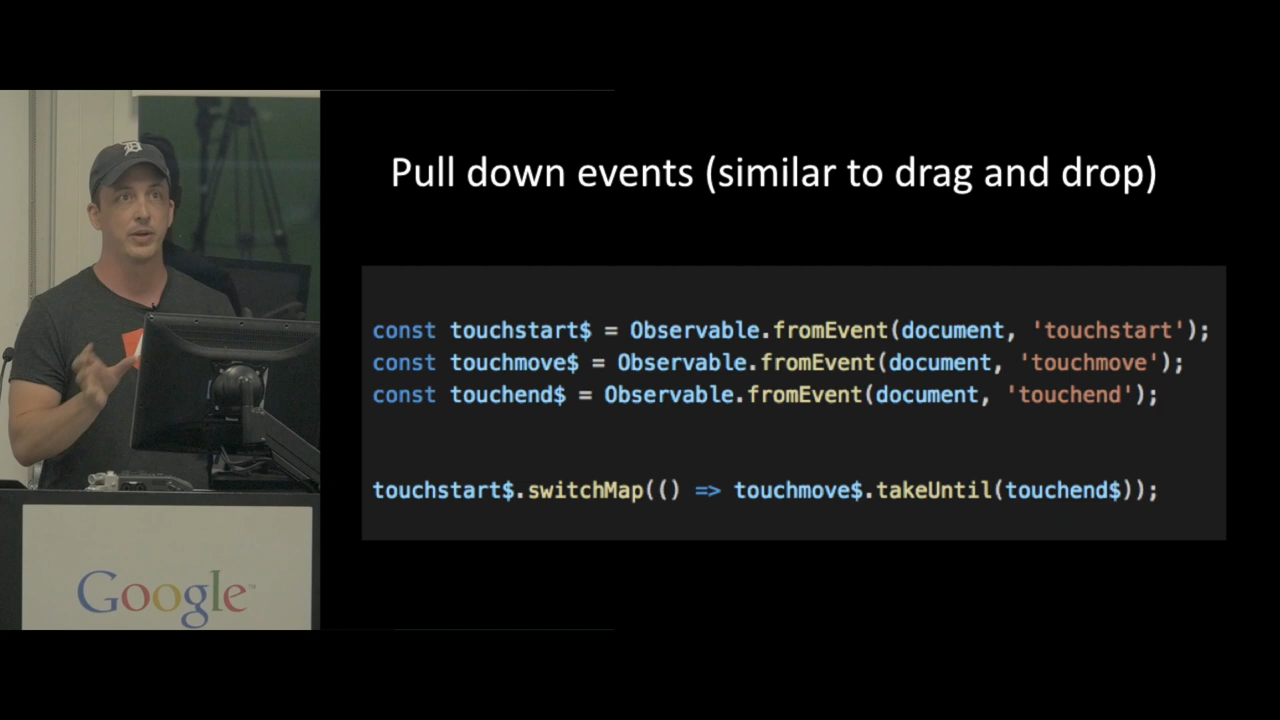 Pull down events (similar to drag and drop)
const touchstart$ = Observable.fromEvent(document, 'touchstart');
const touchmove$ = Observable.fromEvent(document, 'touchmove');
const touchend$ = Observable.fromEvent(document, 'touchend');
touchstart$.switchMap(() => touchmove$.takeUntil(touchend$));
D
Google™